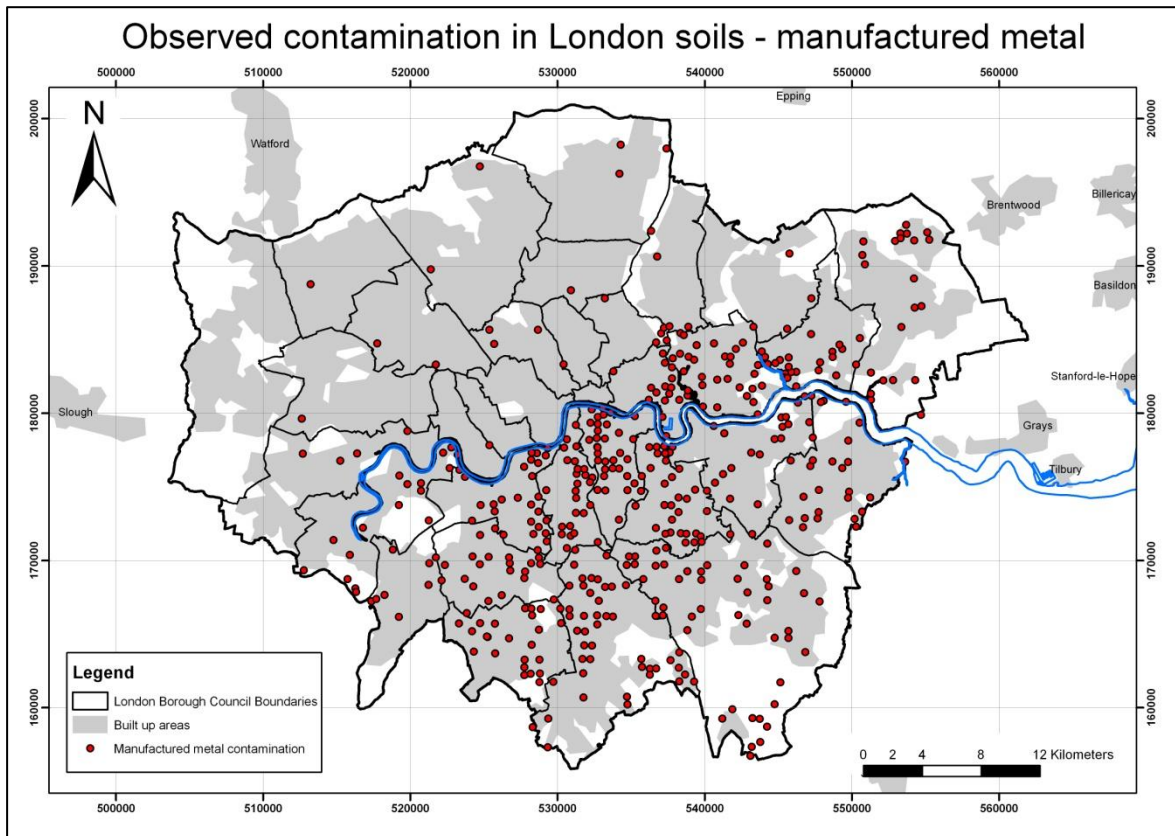 Observed contamination in London soils - manufactured metal
500000 510000 520000 530000 540000 550000 560000
N
200000 200000
190000 190000
180000 180000
170000 170000
160000 160000
Epping
Watford
Brentwood
Billericay
Basildon
Stanford-le-Hope
Slough
Grays
Tilbury
Legend
London Borough Council Boundaries
Built up areas
Manufactured metal contamination
0 2 4 8 12 Kilometers
500000 510000 520000 530000 540000 550000 560000